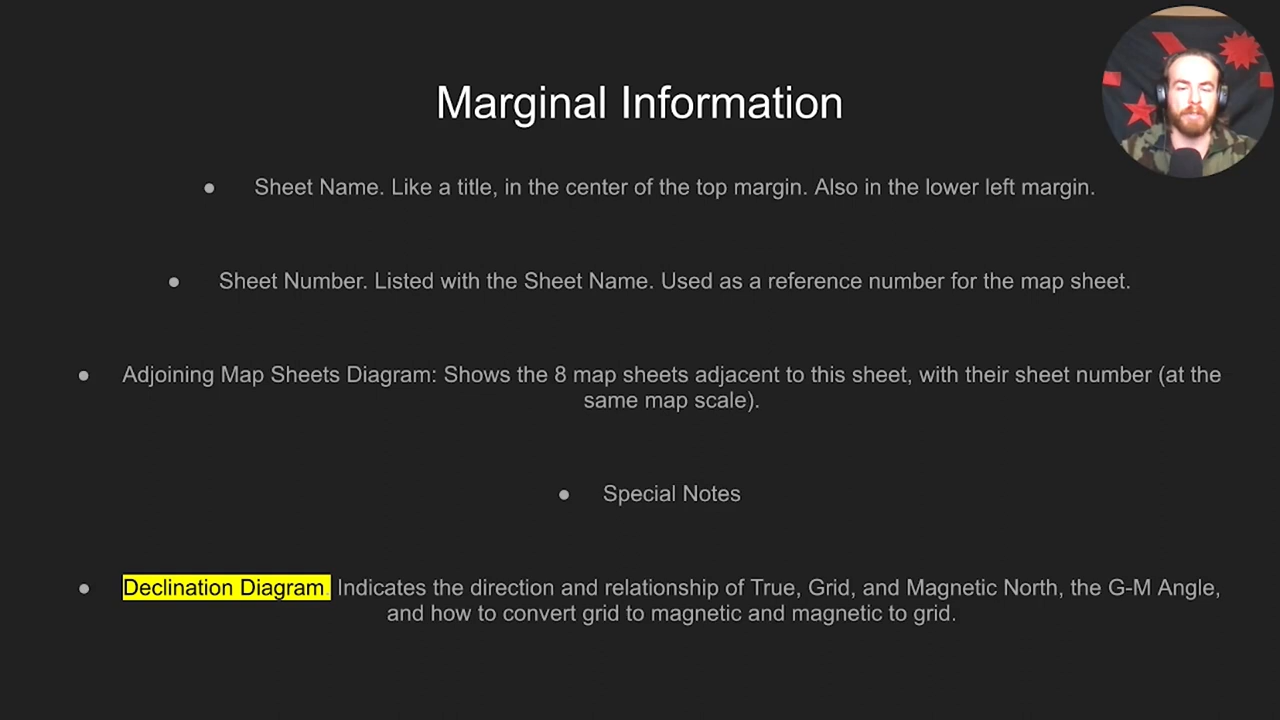 Marginal Information
● Sheet Name. Like a title, in the center of the top margin. Also in the lower left margin.
● Sheet Number. Listed with the Sheet Name. Used as a reference number for the map sheet.
● Adjoining Map Sheets Diagram: Shows the 8 map sheets adjacent to this sheet, with their sheet number (at the
same map scale).
● Special Notes
● Declination Diagram. Indicates the direction and relationship of True, Grid, and Magnetic North, the G-M Angle,
and how to convert grid to magnetic and magnetic to grid.